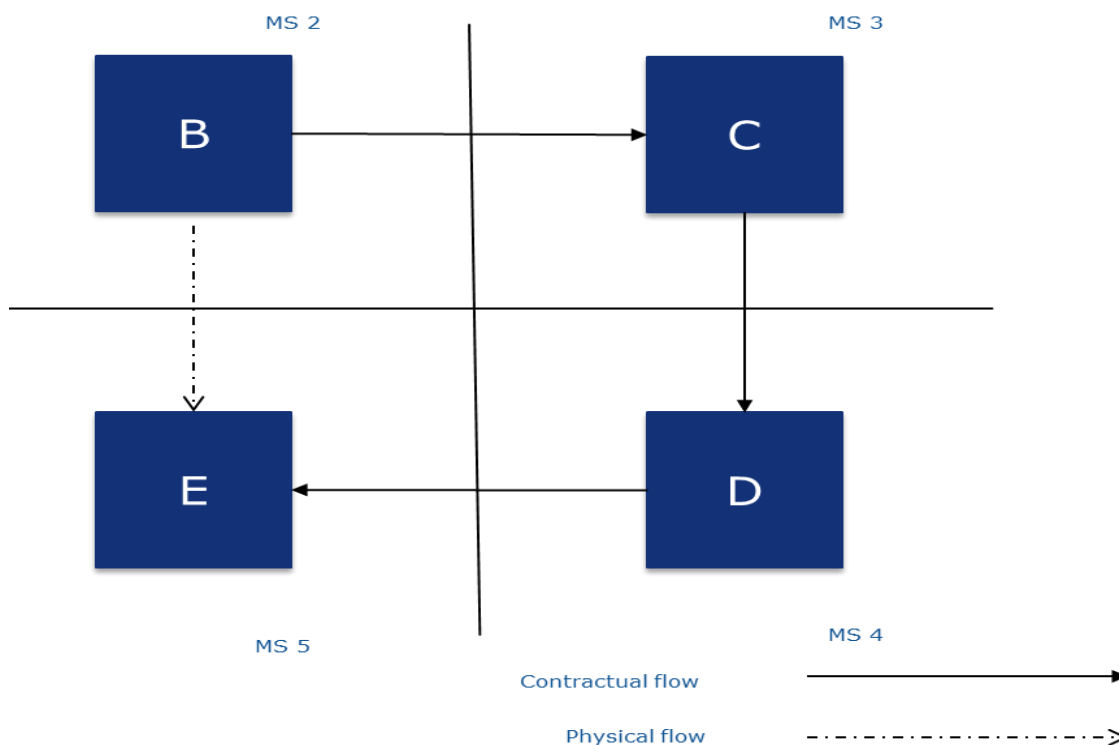 MS 2
MS 3
B
C
E
D
MS 5
MS 4
Contractual flow
Physical flow